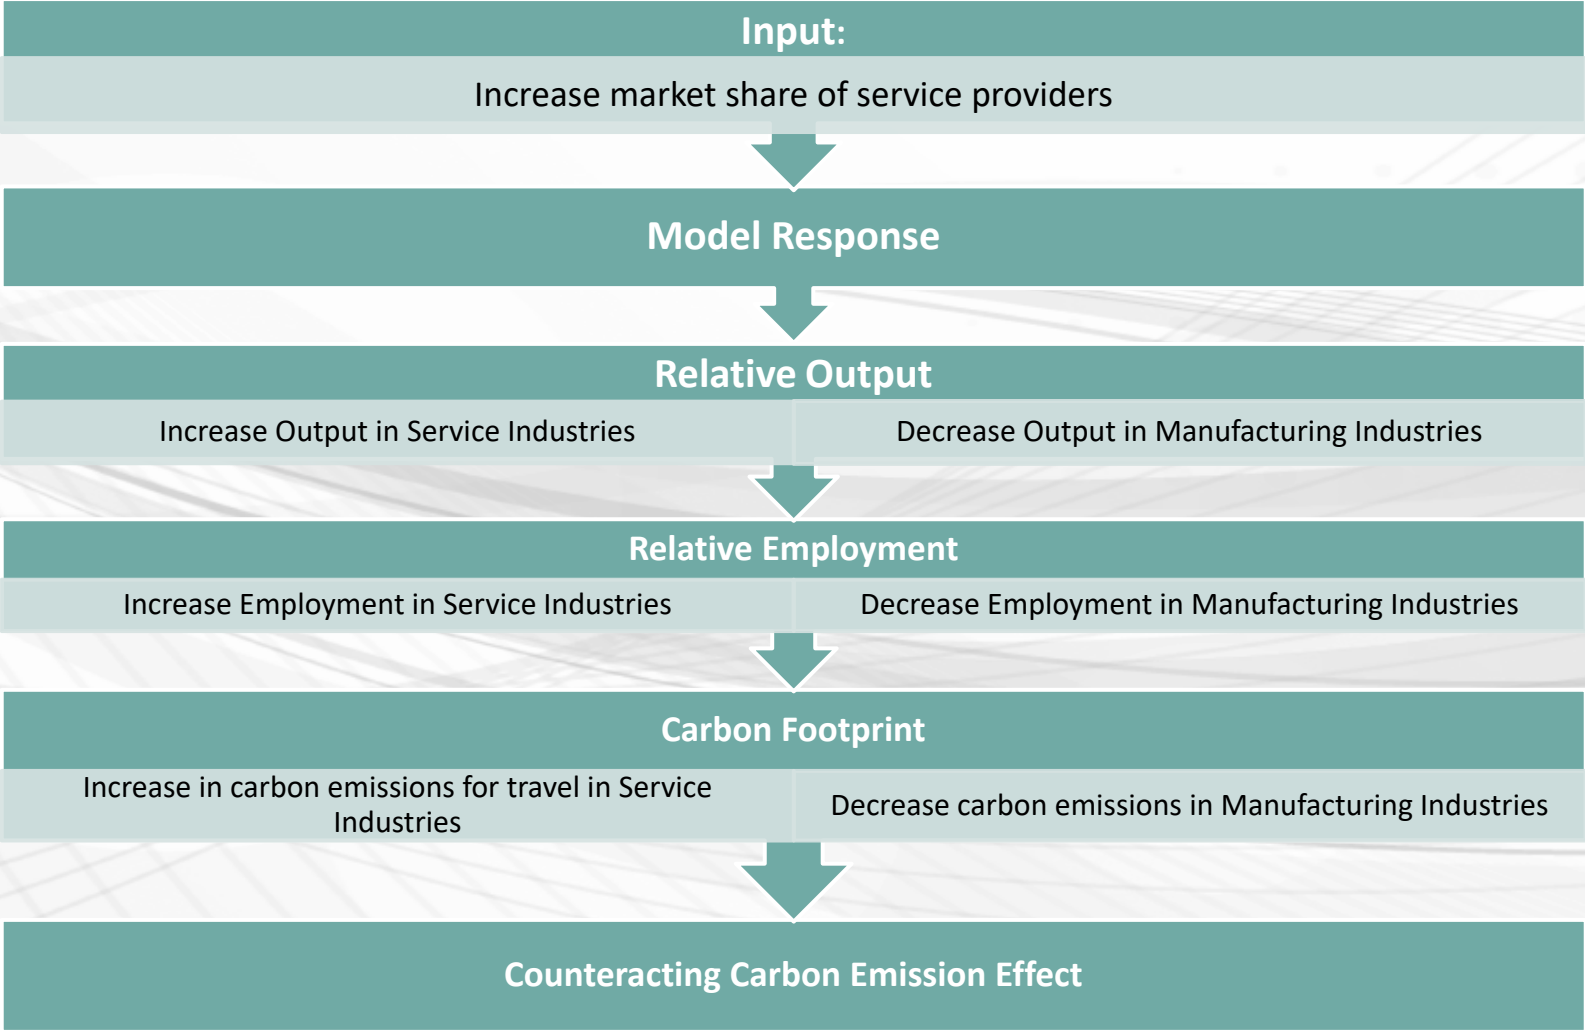 Input:
Increase market share of service providers
Model Response
Relative Output
Increase Output in Service Industries
Decrease Output in Manufacturing Industries
Relative Employment
Increase Employment in Service Industries
Decrease Employment in Manufacturing Industries
Carbon Footprint
Increase in carbon emissions for travel in Service
Industries
Decrease carbon emissions in Manufacturing Industries
Counteracting Carbon Emission Effect